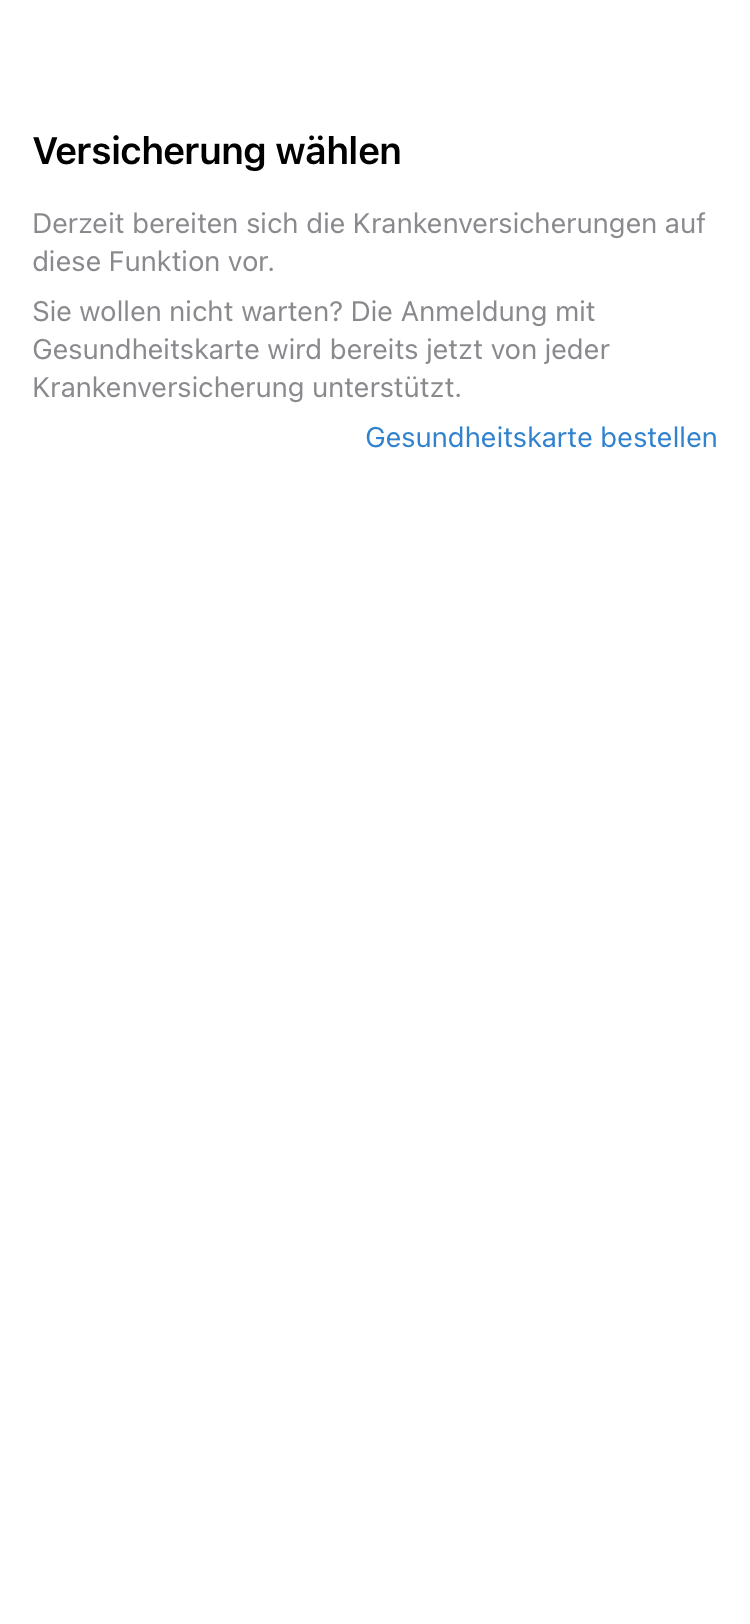 Versicherung wählen
Derzeit bereiten sich die Krankenversicherungen auf
diese Funktion vor.
Sie wollen nicht warten? Die Anmeldung mit
Gesundheitskarte wird bereits jetzt von jeder
Krankenversicherung unterstützt.
Gesundheitskarte bestellen